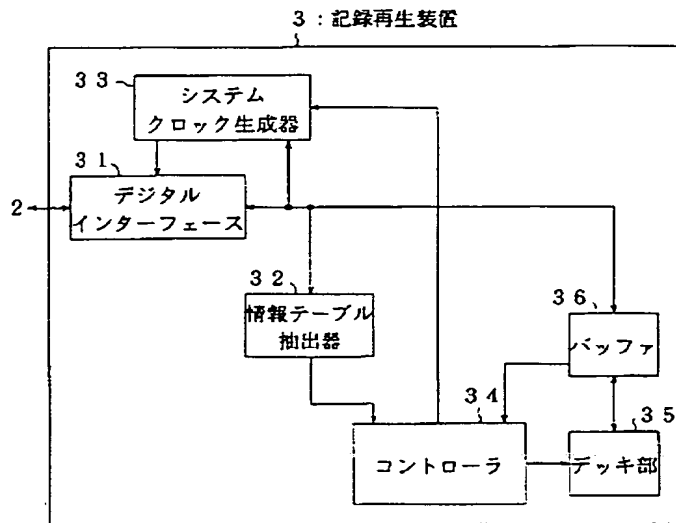 3：記録再生装置
33
システム
クロック生成器
31
デジタル
インターフェース
2
32
情報テーブル
抽出器
36
バッファ
34
コントローラ
35
デッキ部